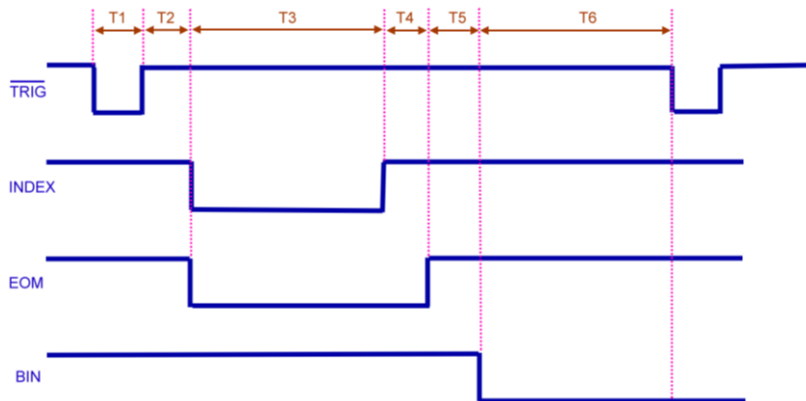 T1 T2 T3 T4 T5 T6
TRIG
INDEX
EOM
BIN